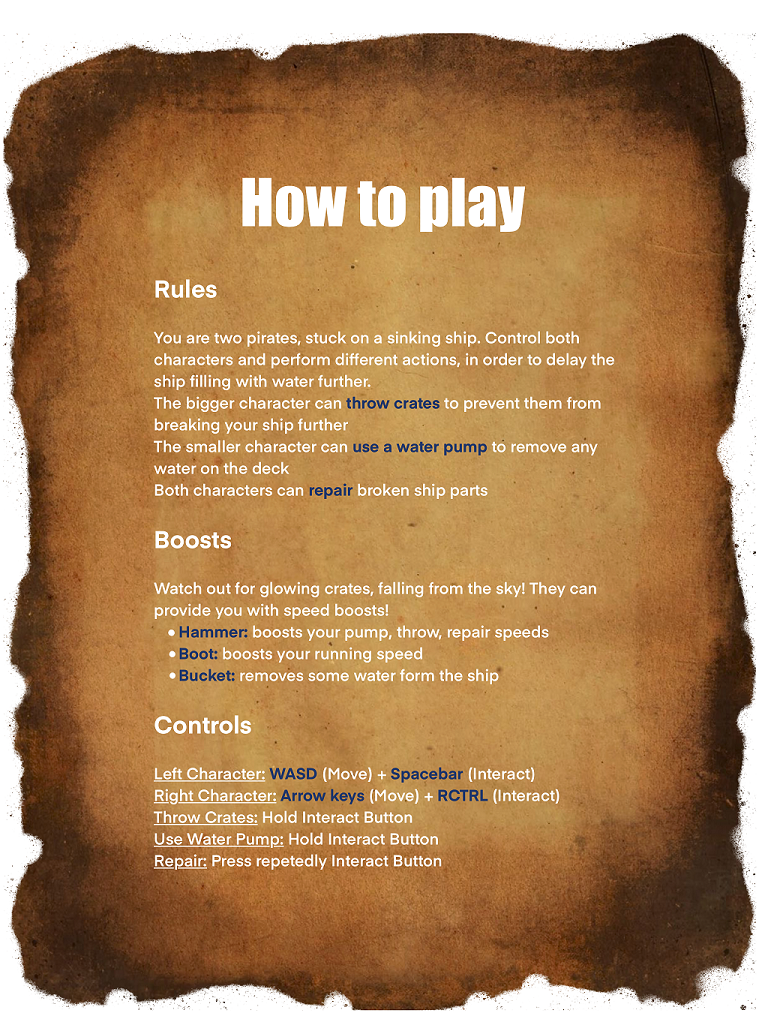 How to play
Rules
You are two pirates, stuck on a sinking ship. Control both
characters and perform different actions, in order to delay the
ship filling with water further.
The bigger character can throw crates to prevent them from
breaking your ship further
The smaller character can use a water pump to remove any
water on the deck
Both characters can repair broken ship parts
Boosts
Watch out for glowing crates, falling from the sky! They can
provide you with speed boosts!
• Hammer: boosts your pump, throw, repair speeds
• Boot: boosts your running speed
• Bucket: removes some water form the ship
Controls
Left Character: WASD (Move) + Spacebar (Interact)
Right Character: Arrow keys (Move) + RCTRL (Interact)
Throw Crates: Hold Interact Button
Use Water Pump: Hold Interact Button
Repair: Press repetedly Interact Button